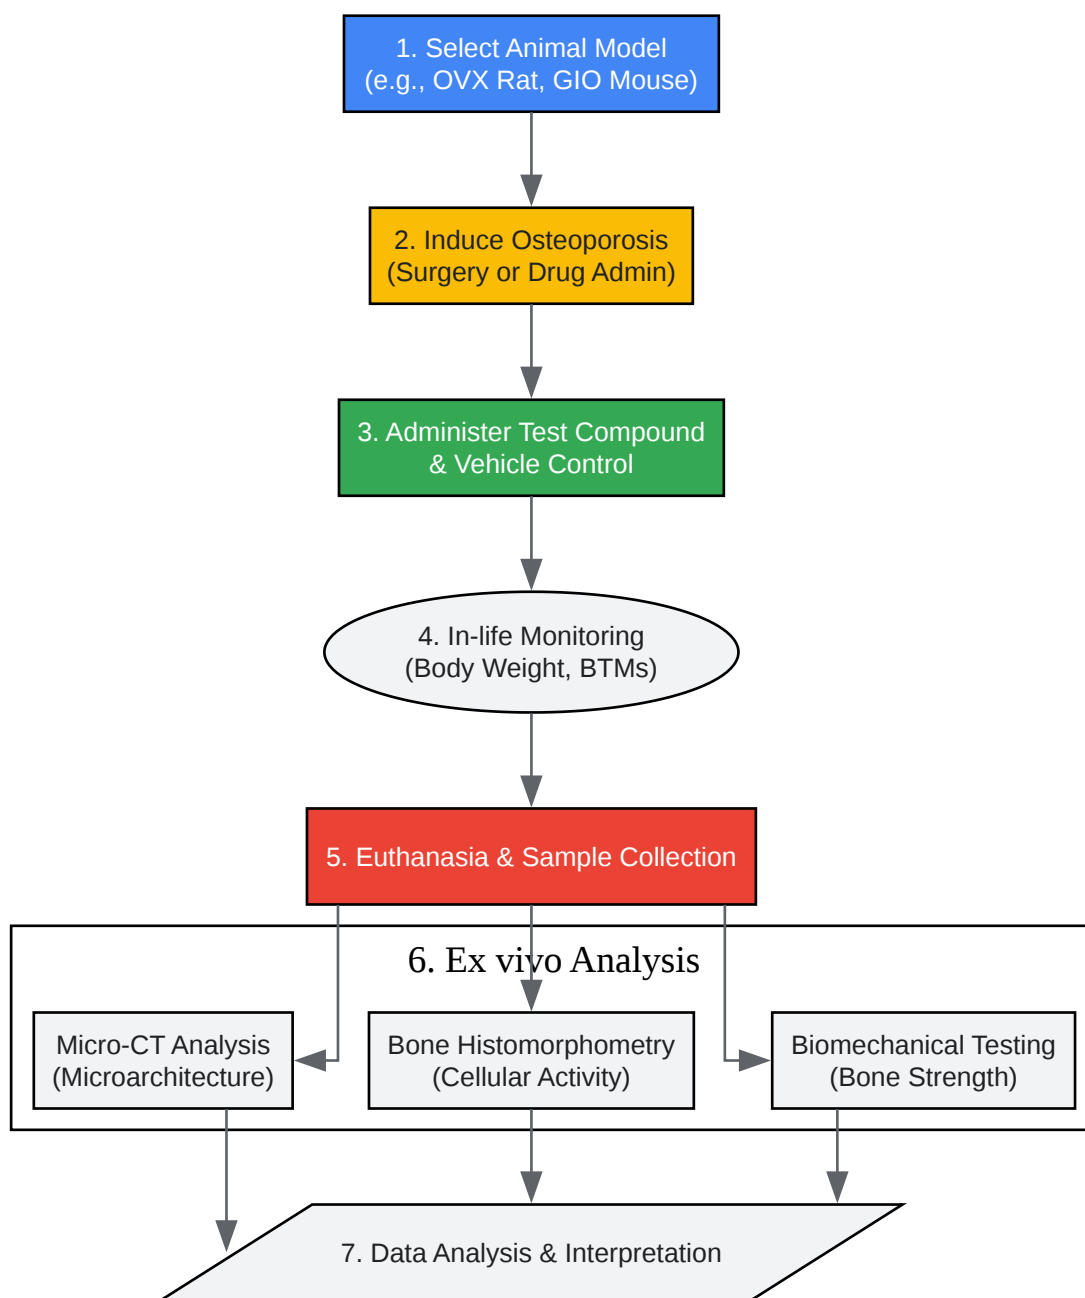 1. Select Animal Model
(e.g., OVX Rat, GIO Mouse)
2. Induce Osteoporosis
(Surgery or Drug Admin)
3. Administer Test Compound
& Vehicle Control
4. In-life Monitoring
(Body Weight, BTMs)
5. Euthanasia & Sample Collection
6. Ex vivo Analysis
Micro-CT Analysis
(Microarchitecture)
Bone Histomorphometry
(Cellular Activity)
Biomechanical Testing
(Bone Strength)
7. Data Analysis & Interpretation